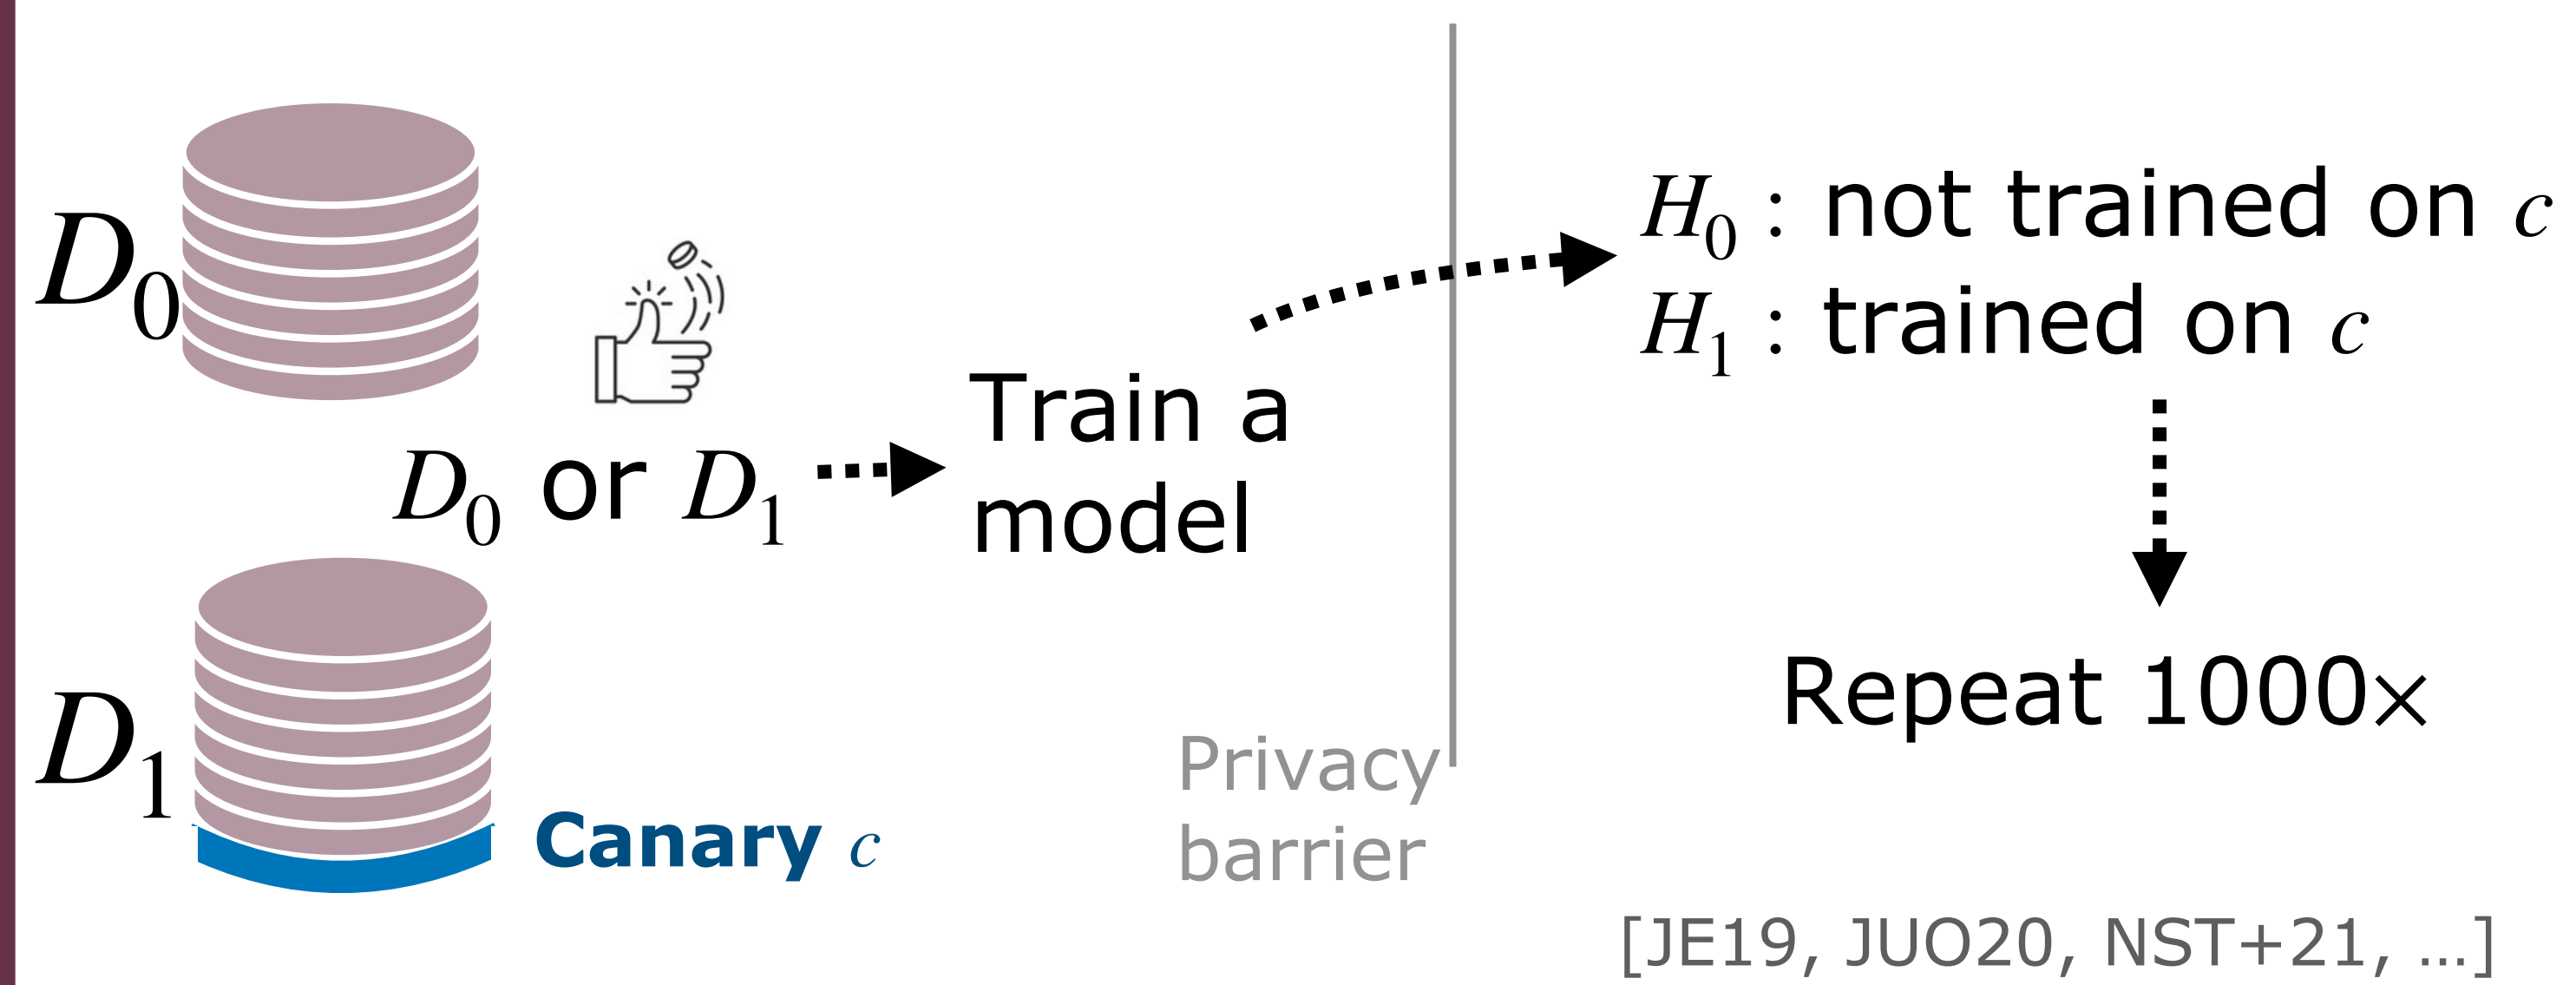 D₀
D₀ or D₁
D₁
Canary c
Train a
model
Privacy
barrier
H₀ : not trained on c
H₁ : trained on c
Repeat 1000×
[JE19, JUO20, NST+21, ...]